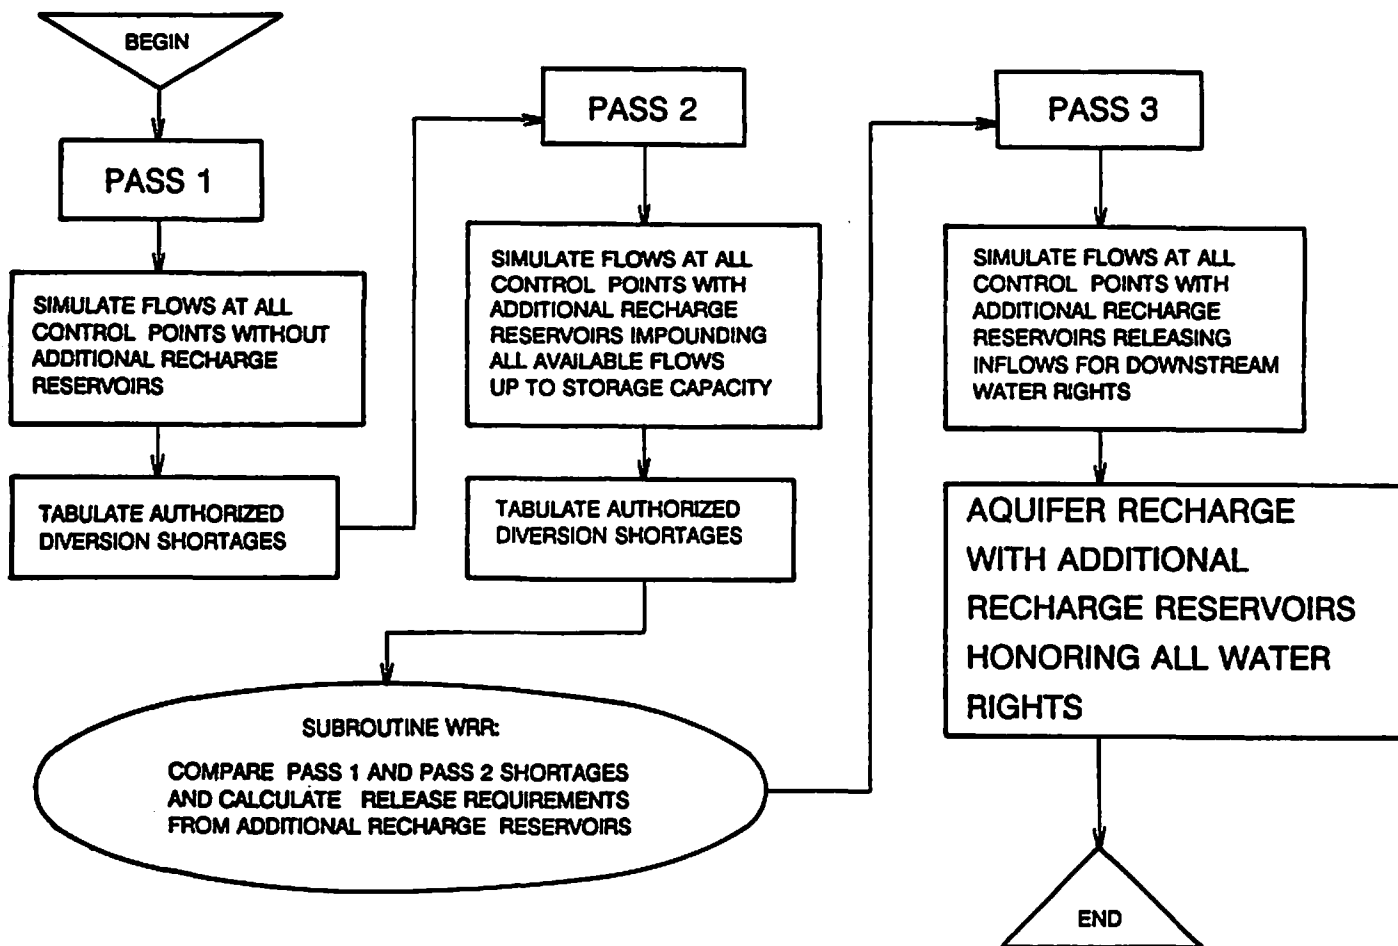 BEGIN
PASS 1
SIMULATE FLOWS AT ALL
CONTROL POINTS WITHOUT
ADDITIONAL RECHARGE
RESERVOIRS
TABULATE AUTHORIZED
DIVERSION SHORTAGES
PASS 2
SIMULATE FLOWS AT ALL
CONTROL POINTS WITH
ADDITIONAL RECHARGE
RESERVOIRS IMPOUNDING
ALL AVAILABLE FLOWS
UP TO STORAGE CAPACITY
TABULATE AUTHORIZED
DIVERSION SHORTAGES
SUBROUTINE WRR:
COMPARE PASS 1 AND PASS 2 SHORTAGES
AND CALCULATE RELEASE REQUIREMENTS
FROM ADDITIONAL RECHARGE RESERVOIRS
PASS 3
SIMULATE FLOWS AT ALL
CONTROL POINTS WITH
ADDITIONAL RECHARGE
RESERVOIRS RELEASING
INFLOWS FOR DOWNSTREAM
WATER RIGHTS
AQUIFER RECHARGE
WITH ADDITIONAL
RECHARGE RESERVOIRS
HONORING ALL WATER
RIGHTS
END